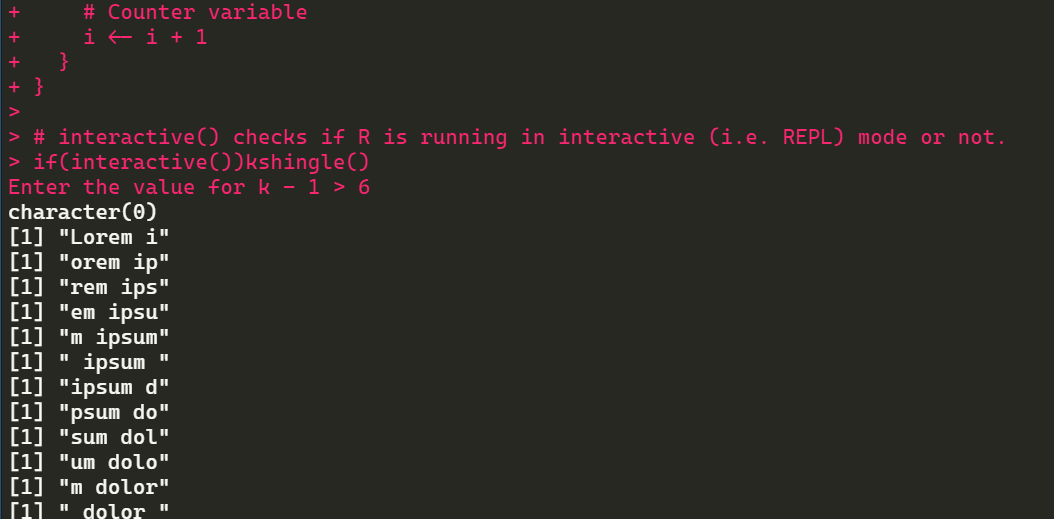 +     # Counter variable
+     i <- i + 1
+   }
+ }
>
> # interactive() checks if R is running in interactive (i.e. REPL) mode or not.
> if(interactive())kshingle()
Enter the value for k - 1 > 6
character(0)
[1] "Lorem i"
[1] "orem ip"
[1] "rem ips"
[1] "em ipsu"
[1] "m ipsum"
[1] " ipsum "
[1] "ipsum d"
[1] "psum do"
[1] "sum dol"
[1] "um dolo"
[1] "m dolor"
[1] " dolor "